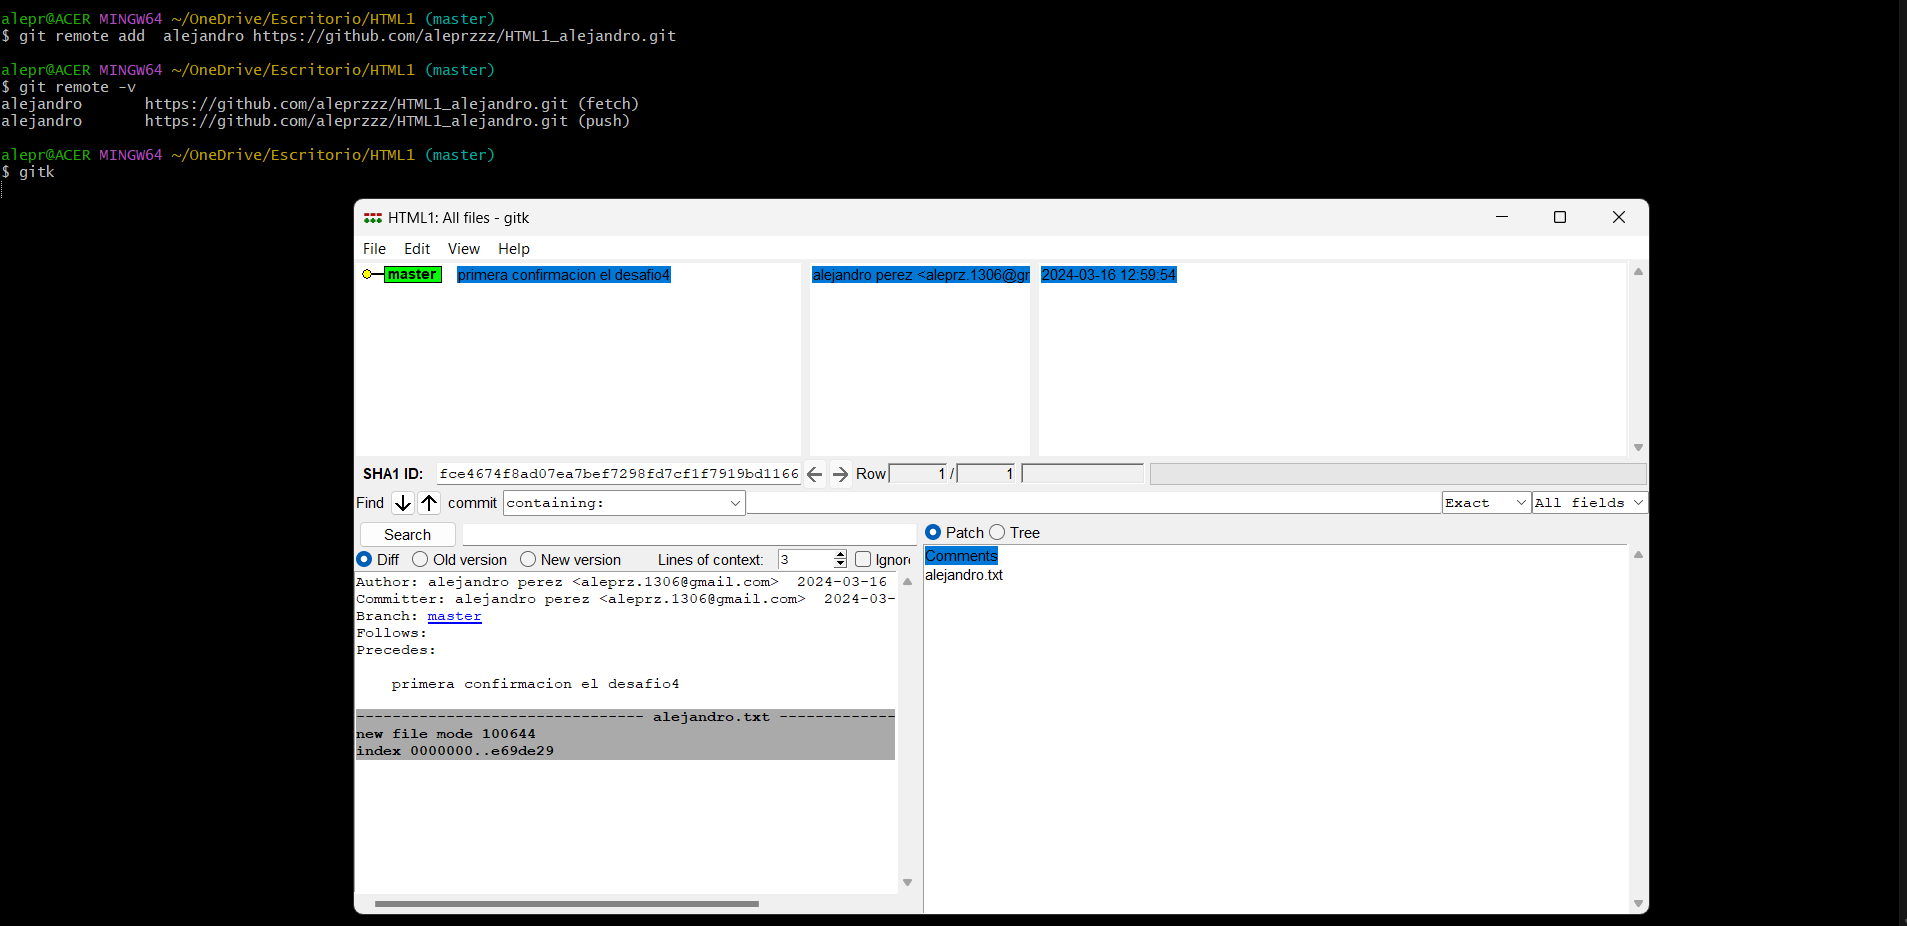 alepr@ACER MINGW64 ~/OneDrive/Escritorio/HTML1 (master)
$ git remote add  alejandro https://github.com/aleprzzz/HTML1_alejandro.git
alepr@ACER MINGW64 ~/OneDrive/Escritorio/HTML1 (master)
$ git remote -v
alejandro       https://github.com/aleprzzz/HTML1_alejandro.git (fetch)
alejandro       https://github.com/aleprzzz/HTML1_alejandro.git (push)
alepr@ACER MINGW64 ~/OneDrive/Escritorio/HTML1 (master)
$ gitk
HTML1: All files - gitk
File Edit View Help
master primera confirmacion el desafio4 alejandro perez <aleprz.1306@gr 2024-03-16 12:59:54
SHA1 ID: fce4674f8ad07ea7bef7298fd7cf1f7919bd1166 Row 1 / 1
Find commit containing: Exact All fields
Search
Patch Tree
Diff Old version New version Lines of context: 3 Ignor
Comments
alejandro.txt
Author: alejandro perez <aleprz.1306@gmail.com>  2024-03-16
Committer: alejandro perez <aleprz.1306@gmail.com>  2024-03-
Branch: master
Follows:
Precedes:
primera confirmacion el desafio4
-------------------------------- alejandro.txt -------------
new file mode 100644
index 0000000..e69de29